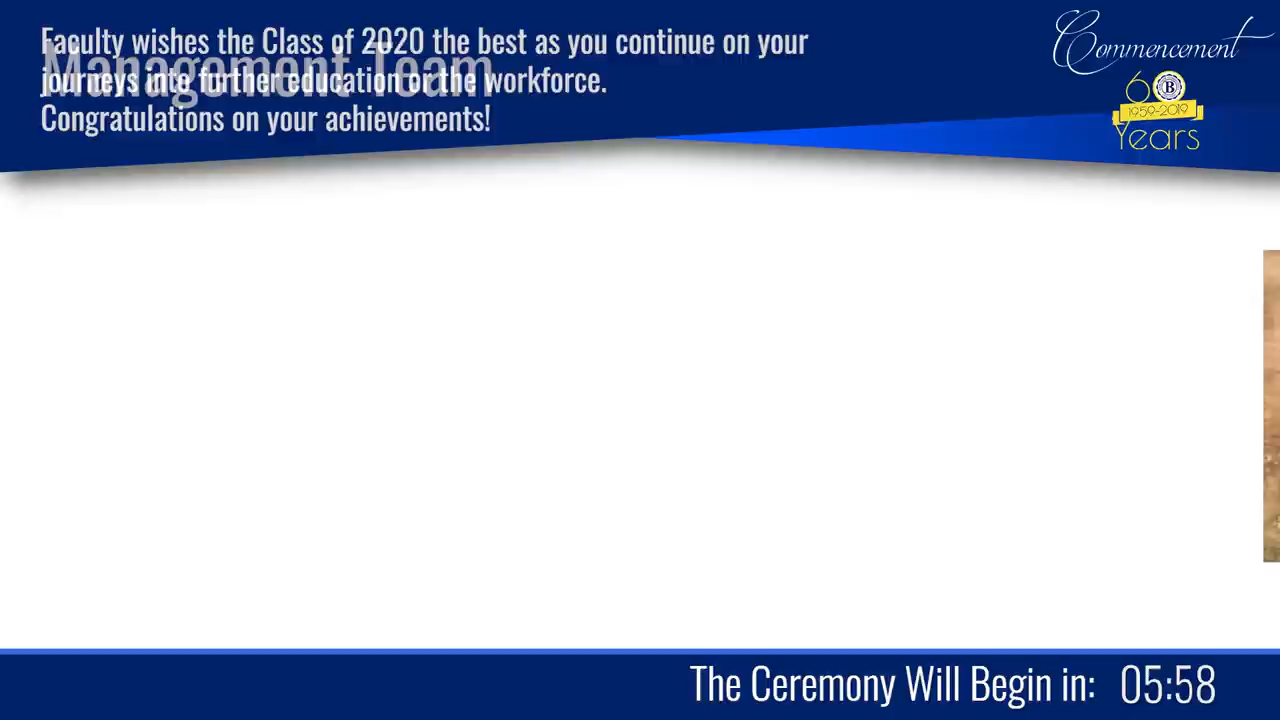 Faculty wishes the Class of 2020 the best as you continue on your
journeys into further education or the workforce.
Congratulations on your achievements!
Management Team
Commencement
60
B
1959-2019
Years
The Ceremony Will Begin in: 05:58